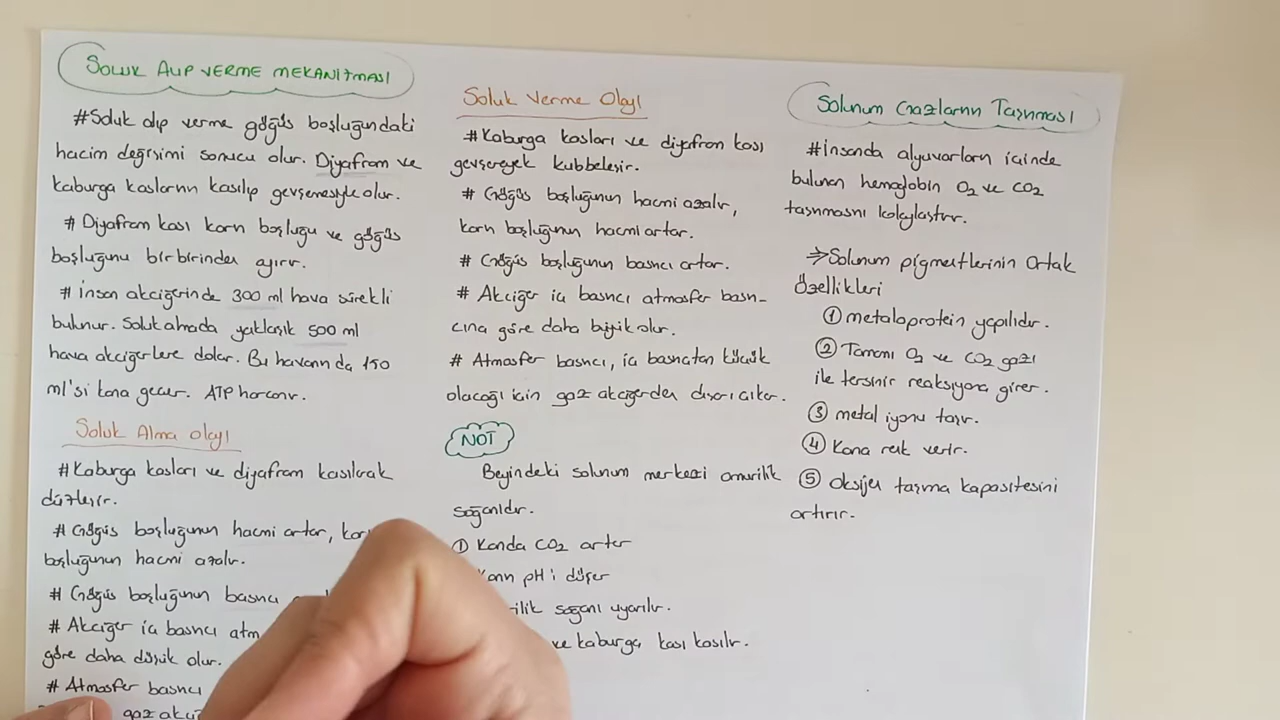 SOLUK ALIP VERME MEKANİZMASI
#Soluk alıp verme göğüs boşluğundaki
hacim değişimi sonucu olur. Diyafram ve
kaburga kaslarının kasılıp gevşemesiyle olur.
# Diyafram kası karın boşluğu ve göğüs
boşluğunu birbirinden ayırır.
# İnsan akciğerinde 300 ml hava sürekli
bulunur. Soluk almada yaklaşık 500 ml
hava akciğerlere dolar. Bu havanın da 150
ml'si kana geçer. ATP harcanır.
Soluk Alma Olayı
#Kaburga kasları ve diyafram kasılarak
düzleşir.
# Göğüs boşluğunun hacmi artar,
boşluğunun hacmi azalır.
# Göğüs boşluğunun basıncı
# Akciğer iç basıncı
göre daha düşük olur.
# Atmosfer basıncı
gaz
Soluk Verme Olayı
#Kaburga kasları ve diyafram kası
gevşeyerek kubbeleşir.
# Göğüs boşluğunun hacmi azalır,
karın boşluğunun hacmi artar.
# Göğüs boşluğunun basıncı artar.
# Akciğer iç basıncı atmosfer basın-
cına göre daha büyük olur.
# Atmosfer basıncı, iç basınçtan küçük
olacağı için gaz akciğerden dışarı çıkar.
NOT
Beyindeki solunum merkezi omurilik
soğanıdır.
① Kanda CO2 artar
Kanın pH'ı düşer
soğanı uyarılır.
ve kaburga kası kasılır.
Solunum Gazlarının Taşınması
#İnsanda alyuvarların içinde
bulunan hemoglobin O2 ve CO2
taşınmasını kolaylaştırır.
⇒Solunum pigmentlerinin Ortak
Özellikleri
① metaloprotein yapılıdır.
② Tamamı O2 ve CO2 gazı
ile tersinir reaksiyona girer.
③ metal iyonu taşır.
④ Kana renk verir.
⑤ Oksijen taşıma kapasitesini
artırır.